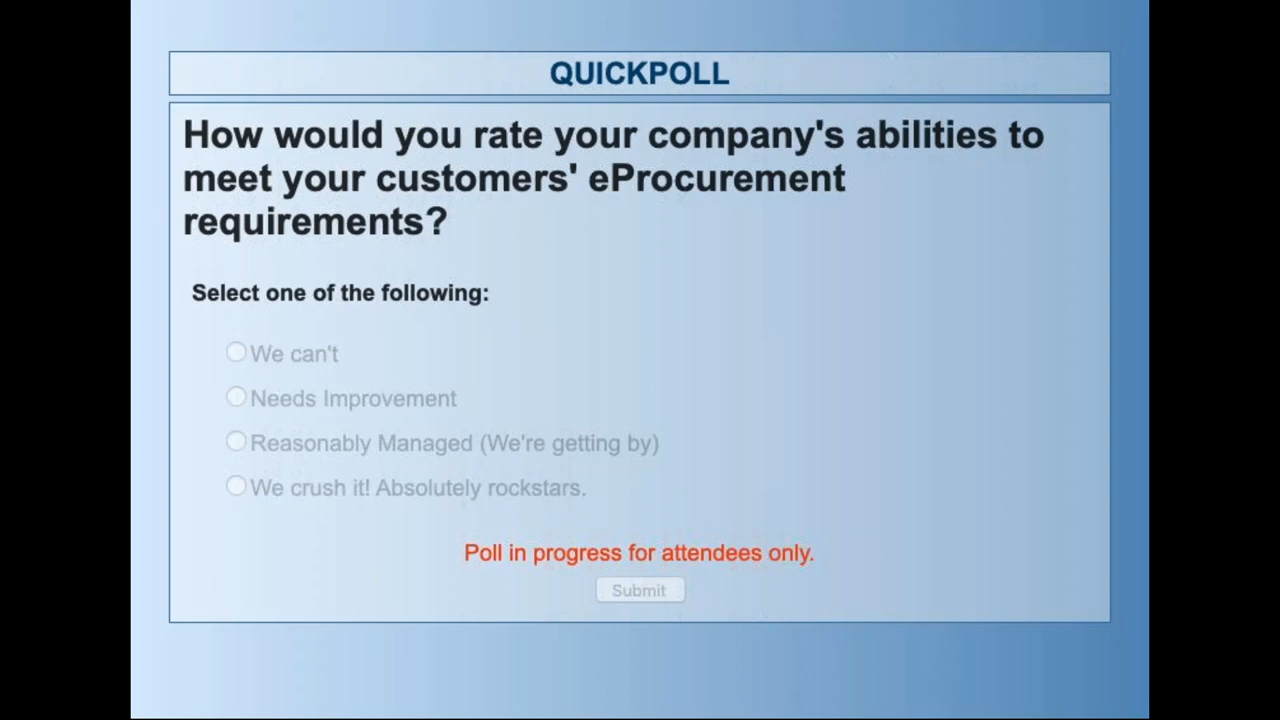 QUICKPOLL
How would you rate your company's abilities to
meet your customers' eProcurement
requirements?
Select one of the following:
We can't
Needs Improvement
Reasonably Managed (We're getting by)
We crush it! Absolutely rockstars.
Poll in progress for attendees only.
Submit